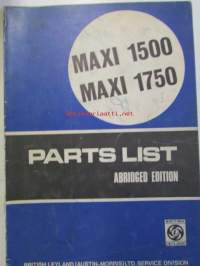 MAXI 1500
MAXI 1750
PARTS LIST
ABRIDGED EDITION
BRITISH LEYLAND (AUSTIN-MORRIS) LTD. SERVICE DIVISION